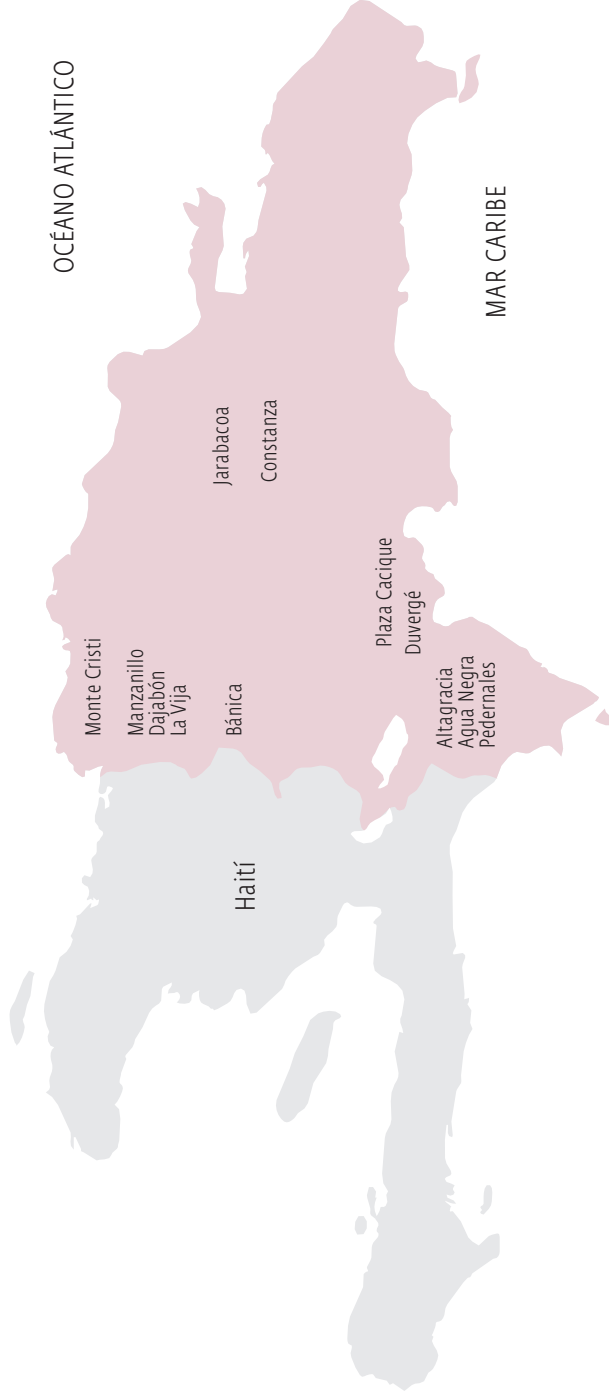 OCÉANO ATLÁNTICO
Monte Cristi
Manzanillo
Dajabón
La Vija
Jarabacoa
Bánica
Haití
Constanza
Plaza Cacique
Duvergé
Altagracia
Agua Negra
Pedernales
MAR CARIBE